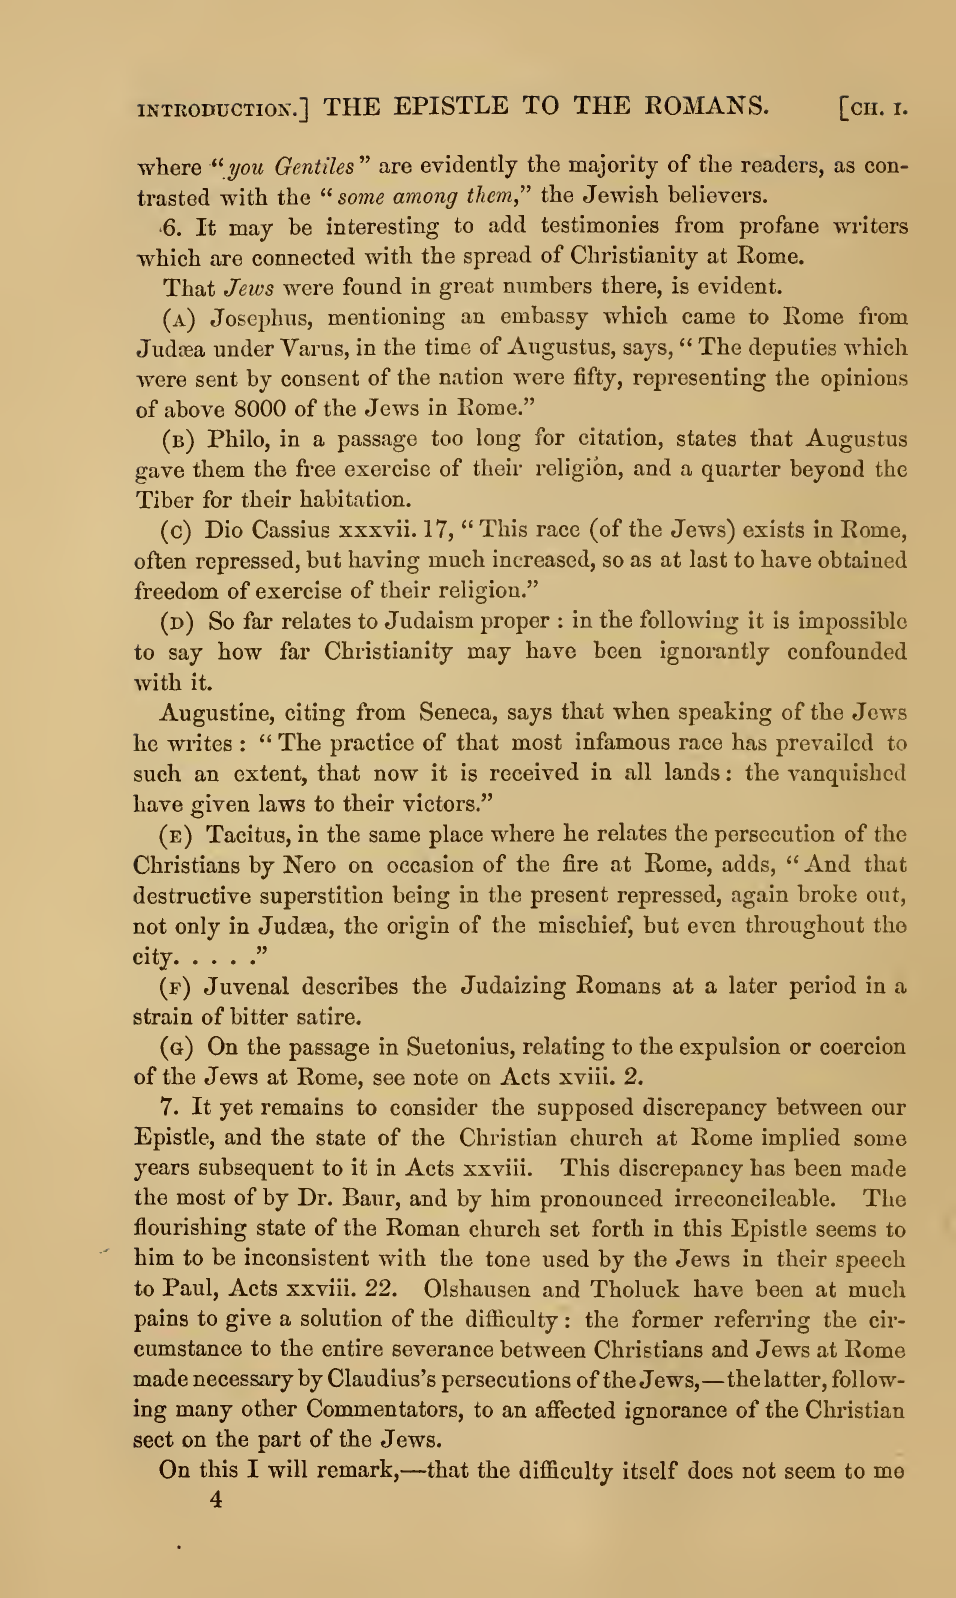 INTRODUCTION.] THE EPISTLE TO THE ROMANS. [CH. I.
where “you Gentiles” are evidently the majority of the readers, as con-
trasted with the “some among them,” the Jewish believers.
6. It may be interesting to add testimonies from profane writers
which are connected with the spread of Christianity at Rome.
That Jews were found in great numbers there, is evident.
(A) Josephus, mentioning an embassy which came to Rome from
Judæa under Varus, in the time of Augustus, says, “The deputies which
were sent by consent of the nation were fifty, representing the opinions
of above 8000 of the Jews in Rome.”
(B) Philo, in a passage too long for citation, states that Augustus
gave them the free exercise of their religion, and a quarter beyond the
Tiber for their habitation.
(C) Dio Cassius xxxvii. 17, “This race (of the Jews) exists in Rome,
often repressed, but having much increased, so as at last to have obtained
freedom of exercise of their religion.”
(D) So far relates to Judaism proper : in the following it is impossible
to say how far Christianity may have been ignorantly confounded
with it.
Augustine, citing from Seneca, says that when speaking of the Jews
he writes : “The practice of that most infamous race has prevailed to
such an extent, that now it is received in all lands : the vanquished
have given laws to their victors.”
(E) Tacitus, in the same place where he relates the persecution of the
Christians by Nero on occasion of the fire at Rome, adds, “And that
destructive superstition being in the present repressed, again broke out,
not only in Judæa, the origin of the mischief, but even throughout the
city. . . . .”
(F) Juvenal describes the Judaizing Romans at a later period in a
strain of bitter satire.
(G) On the passage in Suetonius, relating to the expulsion or coercion
of the Jews at Rome, see note on Acts xviii. 2.
7. It yet remains to consider the supposed discrepancy between our
Epistle, and the state of the Christian church at Rome implied some
years subsequent to it in Acts xxviii. This discrepancy has been made
the most of by Dr. Baur, and by him pronounced irreconcileable. The
flourishing state of the Roman church set forth in this Epistle seems to
him to be inconsistent with the tone used by the Jews in their speech
to Paul, Acts xxviii. 22. Olshausen and Tholuck have been at much
pains to give a solution of the difficulty : the former referring the cir-
cumstance to the entire severance between Christians and Jews at Rome
made necessary by Claudius’s persecutions of the Jews,—the latter, follow-
ing many other Commentators, to an affected ignorance of the Christian
sect on the part of the Jews.
On this I will remark,—that the difficulty itself does not seem to me
4